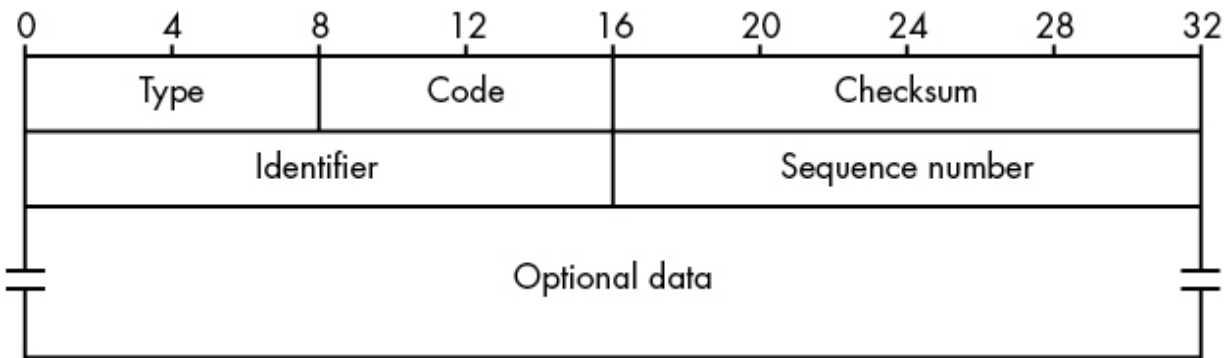 0 4 8 12 16 20 24 28 32
Type Code Checksum
Identifier Sequence number
Optional data